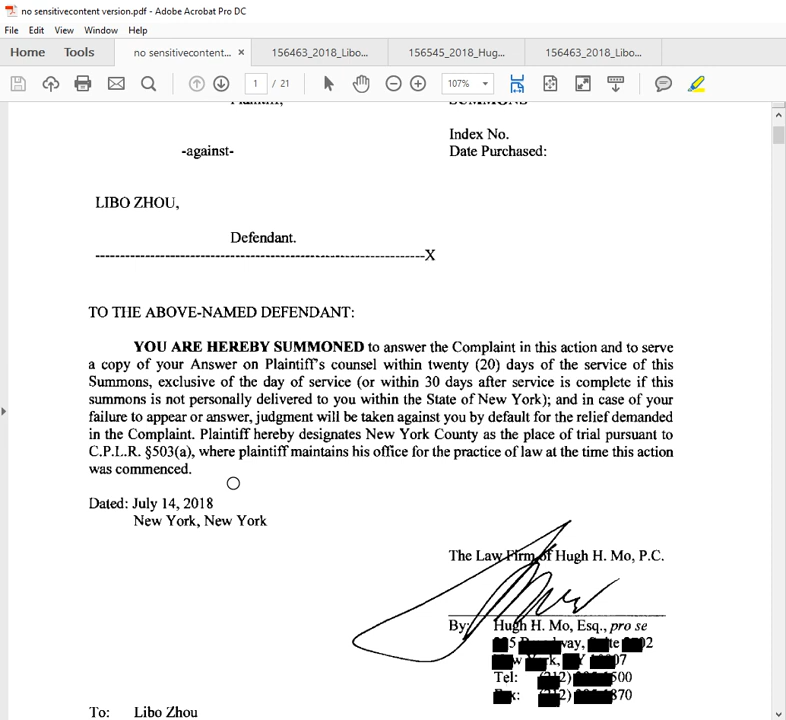 no sensitivecontent version.pdf - Adobe Acrobat Pro DC
File Edit View Window Help
Home Tools no sensitivecontent... × 156463_2018_Libo... 156545_2018_Hug... 156463_2018_Libo...
1 / 21 107%
Plaintiff, SUMMONS
Index No.
-against- Date Purchased:
LIBO ZHOU,
Defendant.
---------------------------------------------------------------------X
TO THE ABOVE-NAMED DEFENDANT:
YOU ARE HEREBY SUMMONED to answer the Complaint in this action and to serve
a copy of your Answer on Plaintiff's counsel within twenty (20) days of the service of this
Summons, exclusive of the day of service (or within 30 days after service is complete if this
summons is not personally delivered to you within the State of New York); and in case of your
failure to appear or answer, judgment will be taken against you by default for the relief demanded
in the Complaint. Plaintiff hereby designates New York County as the place of trial pursuant to
C.P.L.R. §503(a), where plaintiff maintains his office for the practice of law at the time this action
was commenced.
Dated: July 14, 2018
New York, New York
The Law Firm of Hugh H. Mo, P.C.
By: Hugh H. Mo, Esq., pro se
Tel:
To: Libo Zhou